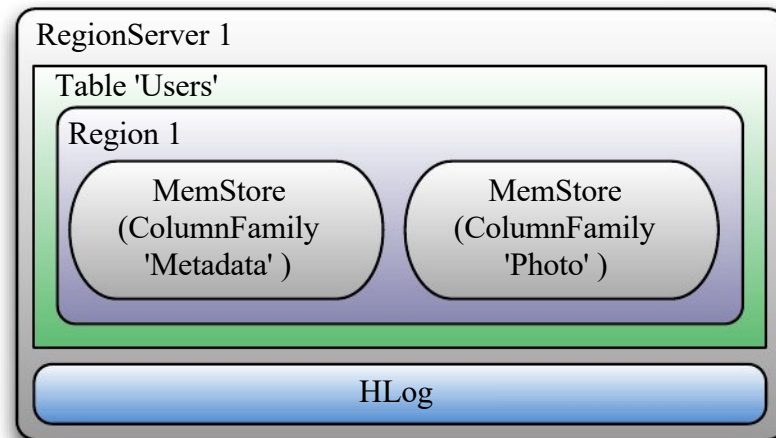 RegionServer 1
Table 'Users'
Region 1
MemStore
(ColumnFamily
'Metadata' )
MemStore
(ColumnFamily
'Photo' )
HLog